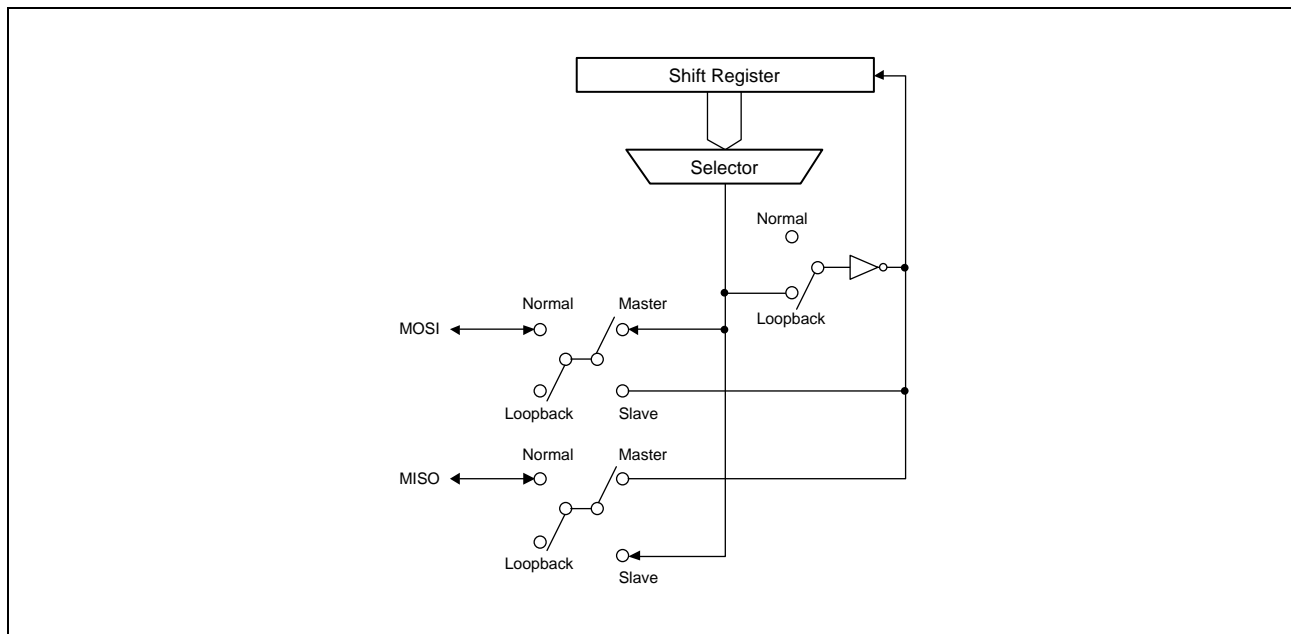 Shift Register
Selector
Normal
Loopback
Normal Master
MOSI
Loopback Slave
Normal Master
MISO
Loopback Slave